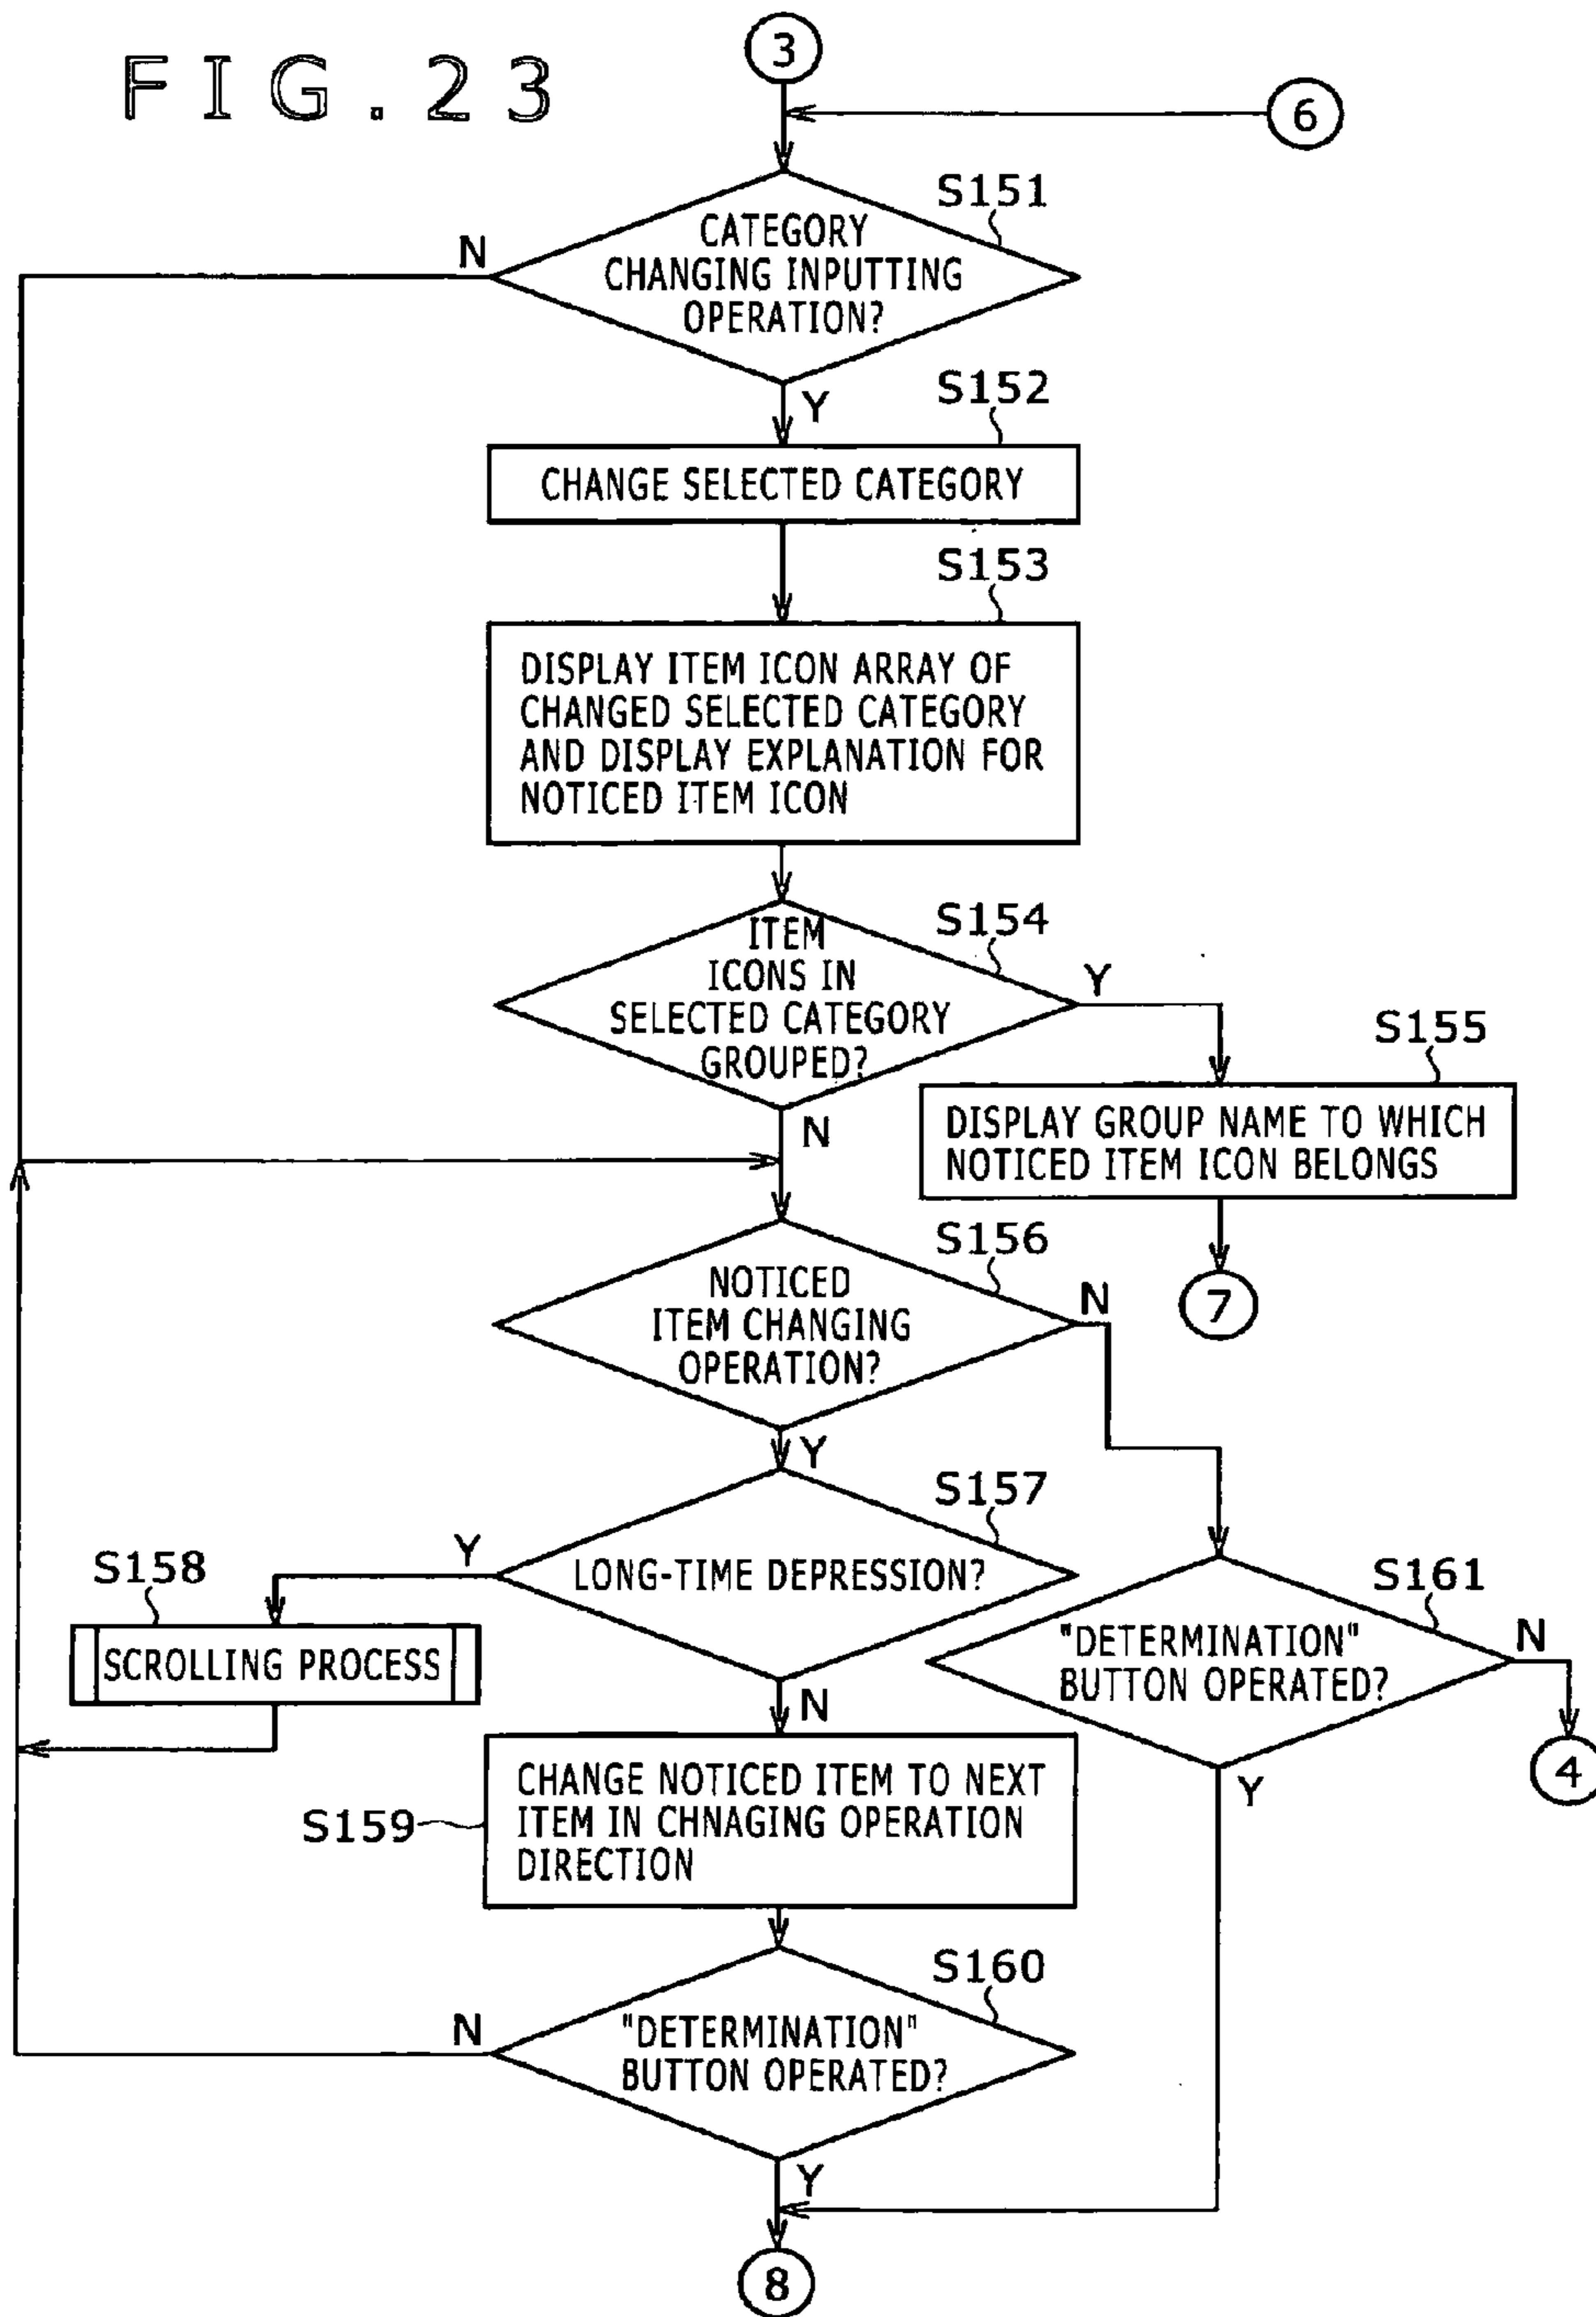 FIG.23
3
6
S151
CATEGORY
CHANGING INPUTTING
OPERATION?
N
Y
S152
CHANGE SELECTED CATEGORY
S153
DISPLAY ITEM ICON ARRAY OF
CHANGED SELECTED CATEGORY
AND DISPLAY EXPLANATION FOR
NOTICED ITEM ICON
S154
ITEM
ICONS IN
SELECTED CATEGORY
GROUPED?
Y
N
S155
DISPLAY GROUP NAME TO WHICH
NOTICED ITEM ICON BELONGS
7
S156
NOTICED
ITEM CHANGING
OPERATION?
N
Y
S157
LONG-TIME DEPRESSION?
Y
N
S158
SCROLLING PROCESS
S161
"DETERMINATION"
BUTTON OPERATED?
N
Y
4
S159
CHANGE NOTICED ITEM TO NEXT
ITEM IN CHNAGING OPERATION
DIRECTION
S160
"DETERMINATION"
BUTTON OPERATED?
N
Y
8